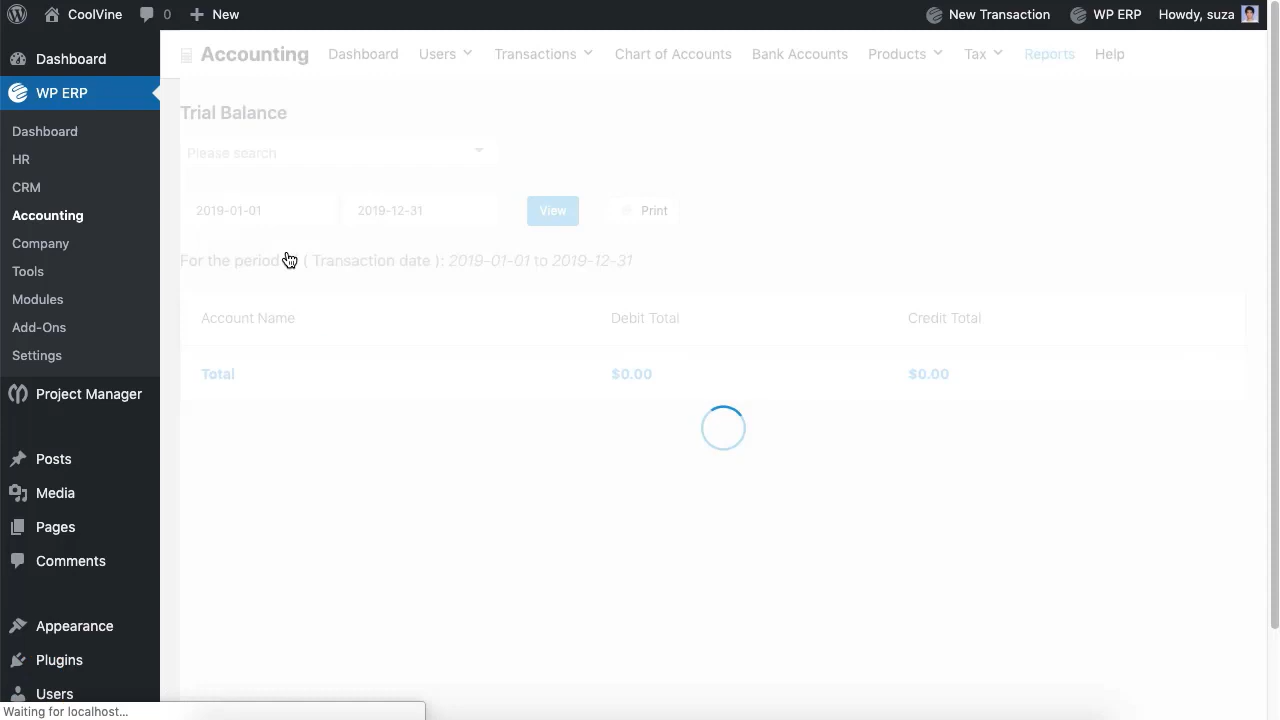 CoolVine 0 New New Transaction WP ERP Howdy, suza
Dashboard
WP ERP
Dashboard
HR
CRM
Accounting
Company
Tools
Modules
Add-Ons
Settings
Project Manager
Posts
Media
Pages
Comments
Appearance
Plugins
Users
Waiting for localhost...
Accounting Dashboard Users Transactions Chart of Accounts Bank Accounts Products Tax Reports Help
Trial Balance
Please search
2019-01-01 2019-12-31 View Print
For the period ( Transaction date ): 2019-01-01 to 2019-12-31
Account Name Debit Total Credit Total
Total $0.00 $0.00